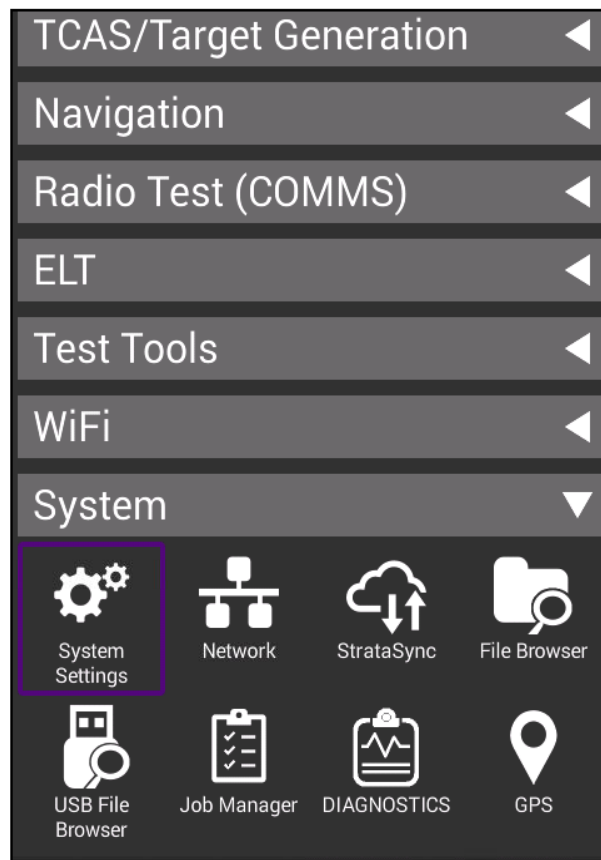 TCAS/Target Generation
Navigation
Radio Test (COMMS)
ELT
Test Tools
WiFi
System
System Settings
Network
StrataSync
File Browser
USB File Browser
Job Manager
DIAGNOSTICS
GPS